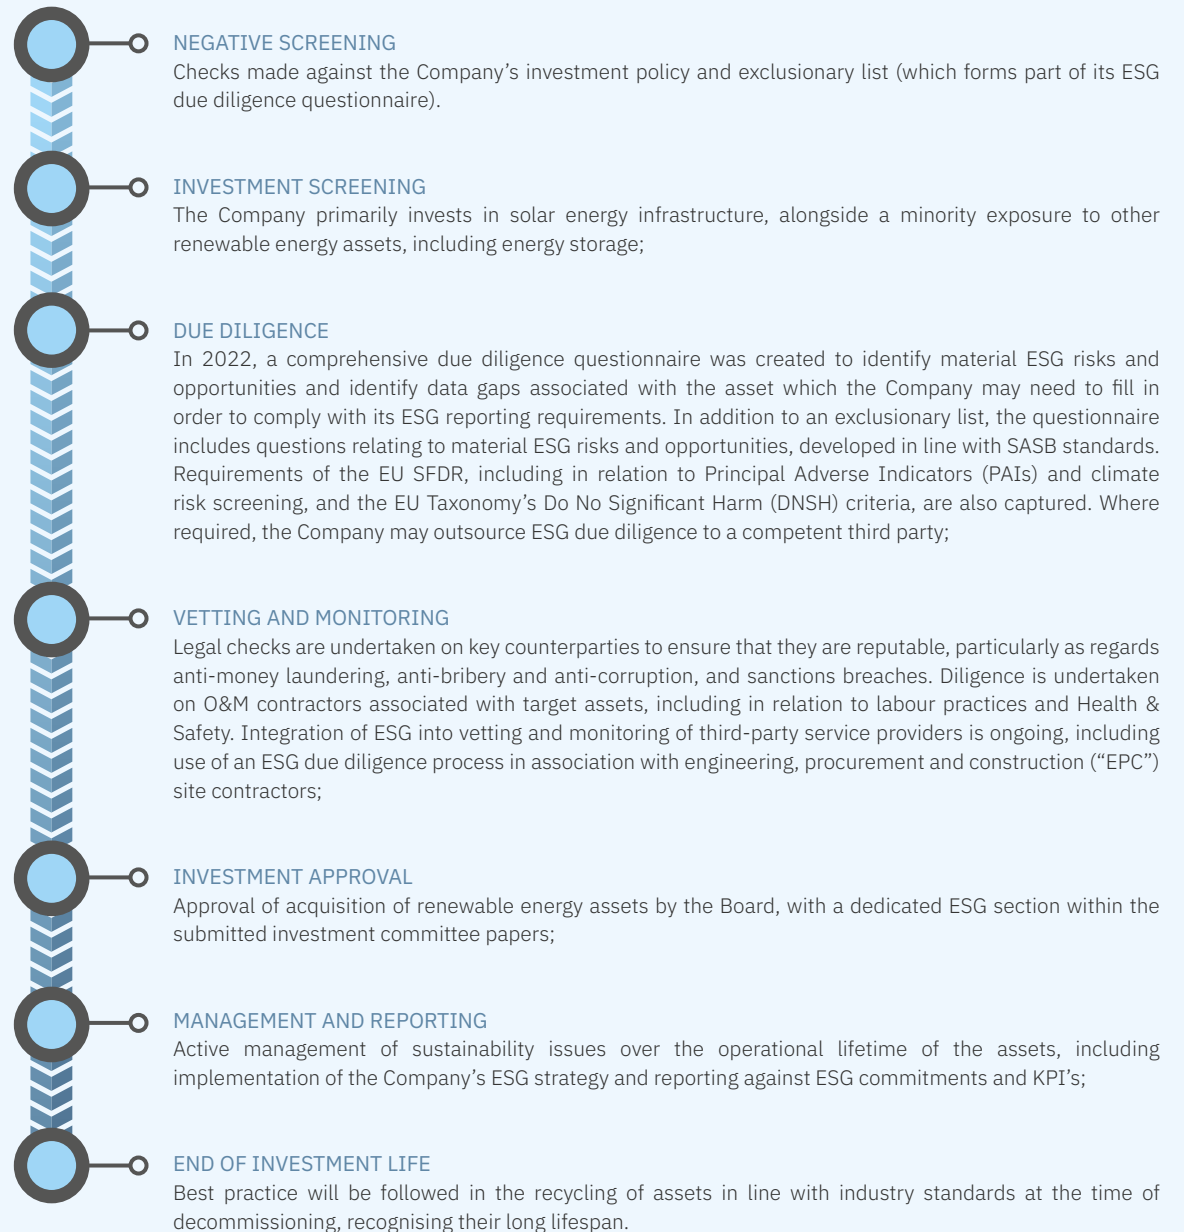 NEGATIVE SCREENING
Checks made against the Company’s investment policy and exclusionary list (which forms part of its ESG
due diligence questionnaire).
INVESTMENT SCREENING
The Company primarily invests in solar energy infrastructure, alongside a minority exposure to other
renewable energy assets, including energy storage;
DUE DILIGENCE
In 2022, a comprehensive due diligence questionnaire was created to identify material ESG risks and
opportunities and identify data gaps associated with the asset which the Company may need to fill in
order to comply with its ESG reporting requirements. In addition to an exclusionary list, the questionnaire
includes questions relating to material ESG risks and opportunities, developed in line with SASB standards.
Requirements of the EU SFDR, including in relation to Principal Adverse Indicators (PAIs) and climate
risk screening, and the EU Taxonomy’s Do No Significant Harm (DNSH) criteria, are also captured. Where
required, the Company may outsource ESG due diligence to a competent third party;
VETTING AND MONITORING
Legal checks are undertaken on key counterparties to ensure that they are reputable, particularly as regards
anti-money laundering, anti-bribery and anti-corruption, and sanctions breaches. Diligence is undertaken
on O&M contractors associated with target assets, including in relation to labour practices and Health &
Safety. Integration of ESG into vetting and monitoring of third-party service providers is ongoing, including
use of an ESG due diligence process in association with engineering, procurement and construction (“EPC”)
site contractors;
INVESTMENT APPROVAL
Approval of acquisition of renewable energy assets by the Board, with a dedicated ESG section within the
submitted investment committee papers;
MANAGEMENT AND REPORTING
Active management of sustainability issues over the operational lifetime of the assets, including
implementation of the Company’s ESG strategy and reporting against ESG commitments and KPI’s;
END OF INVESTMENT LIFE
Best practice will be followed in the recycling of assets in line with industry standards at the time of
decommissioning, recognising their long lifespan.